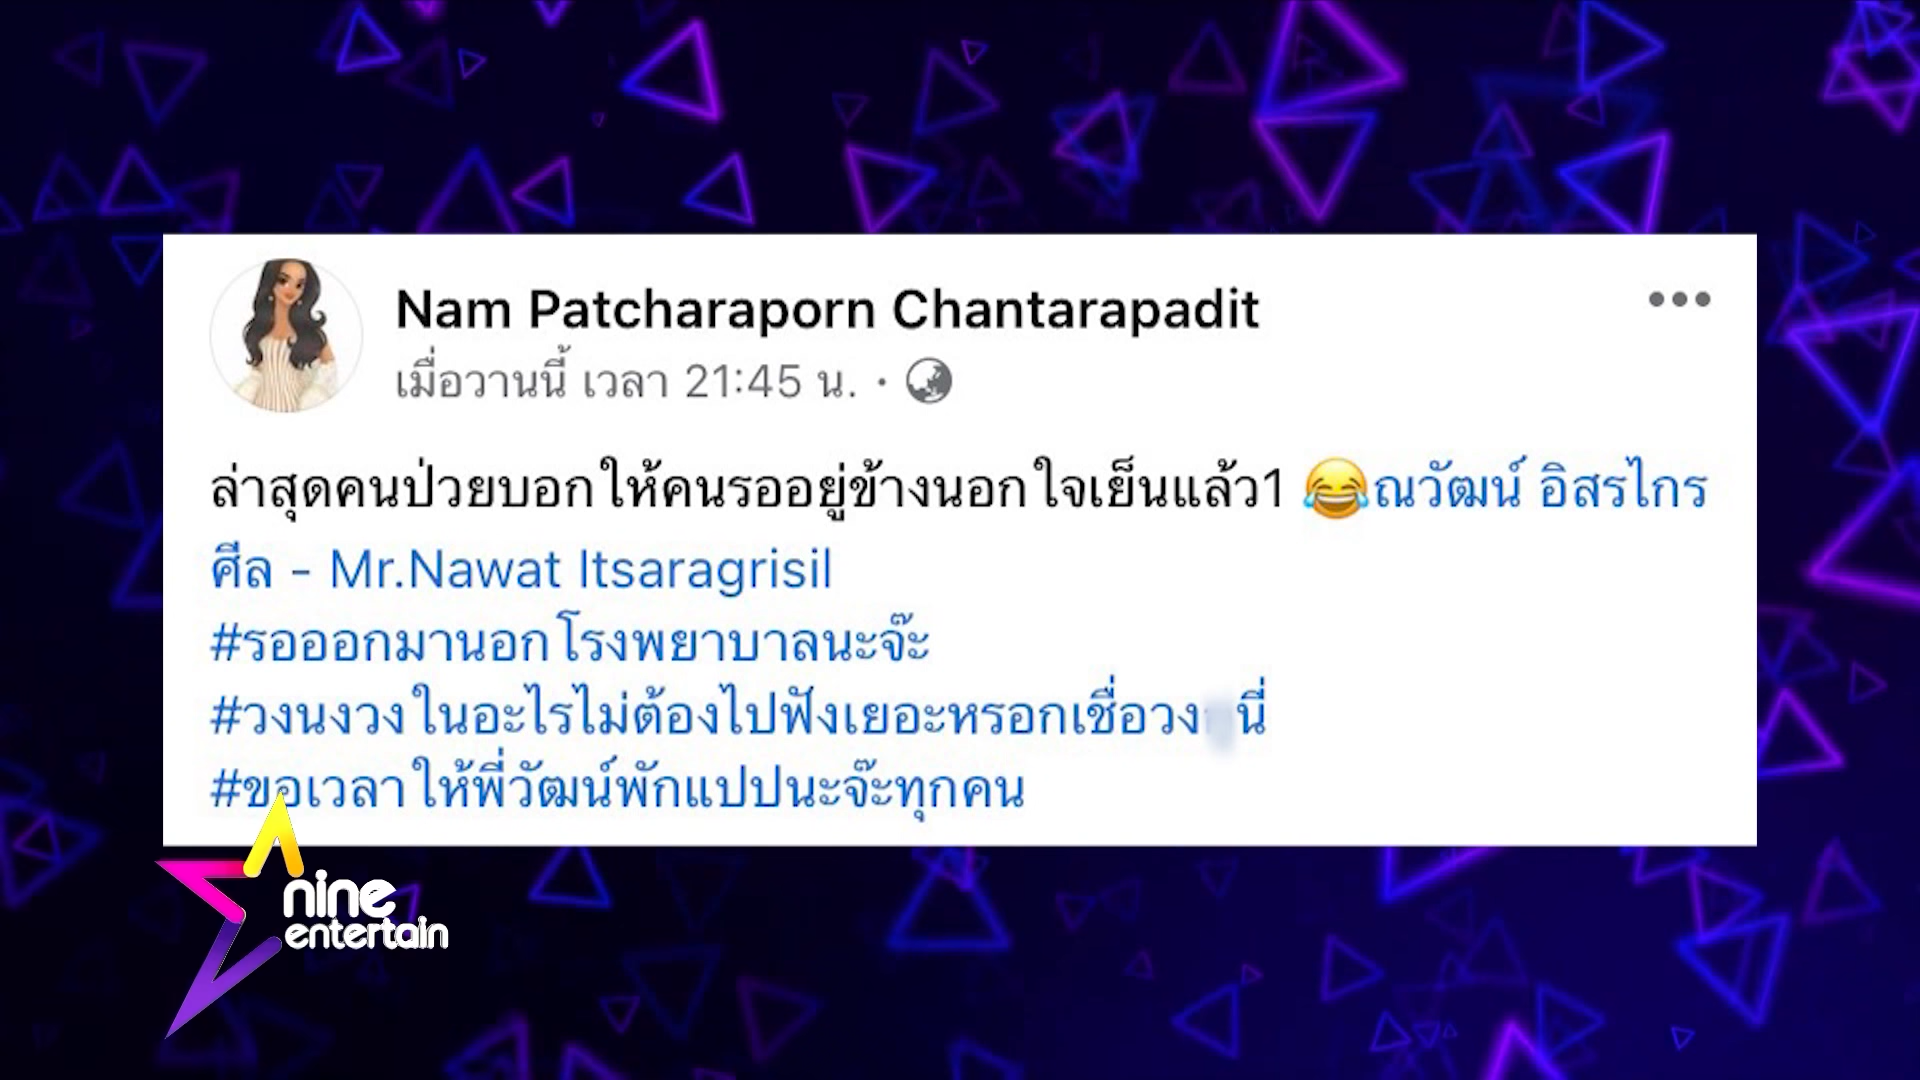 Nam Patcharaporn Chantarapadit
เมื่อวานนี้ เวลา 21:45 น. ·
ล่าสุดคนป่วยบอกให้คนรออยู่ข้างนอกใจเย็นแล้ว1 😂ณวัฒน์ อิสรไกร
ศีล - Mr.Nawat Itsaragrisil
#รอออกมานอกโรงพยาบาลนะจ๊ะ
#วงนงวงในอะไรไม่ต้องไปฟังเยอะหรอกเชื่อวง นี่
#ขอเวลาให้พี่วัฒน์พักแปปนะจ๊ะทุกคน
nine
entertain